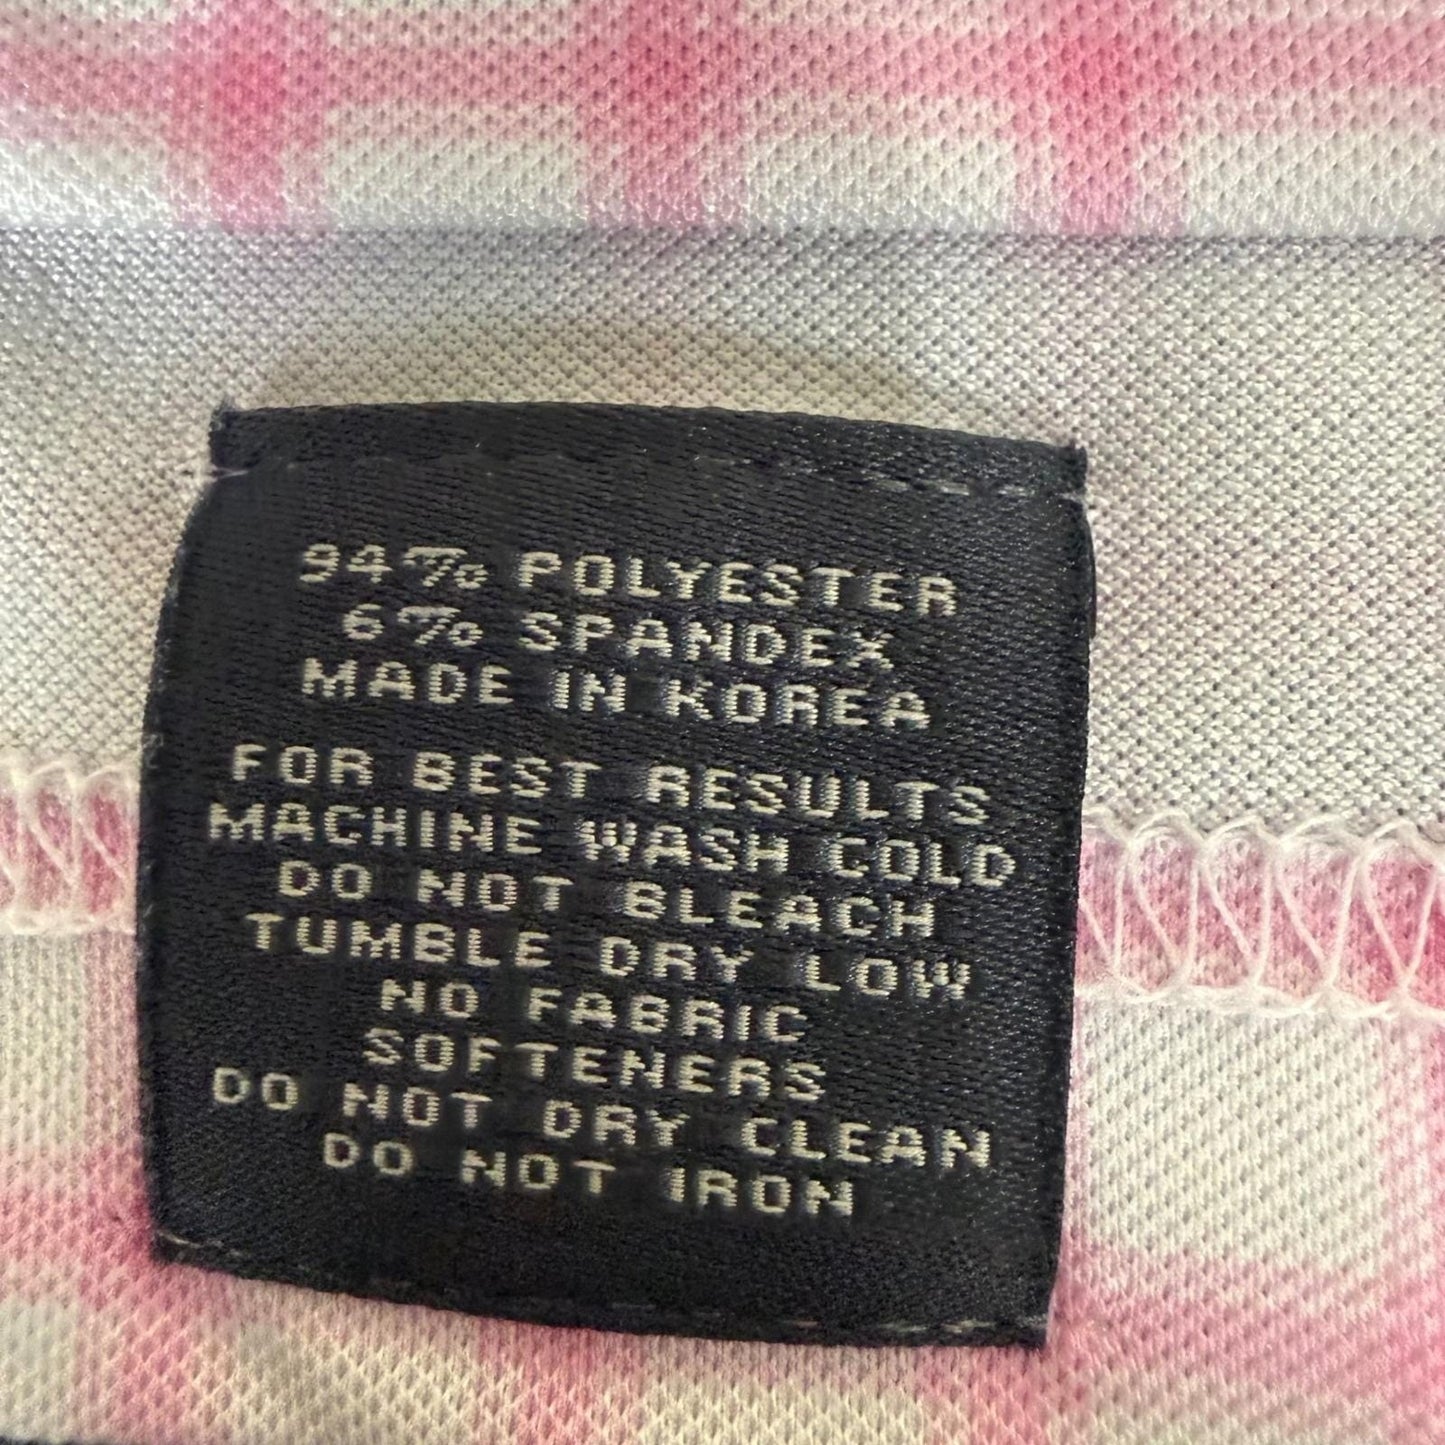 94% POLYESTER
6% SPANDEX
MADE IN KOREA
FOR BEST RESULTS
MACHINE WASH COLD
DO NOT BLEACH
TUMBLE DRY LOW
NO FABRIC
SOFTENERS
DO NOT DRY CLEAN
DO NOT IRON